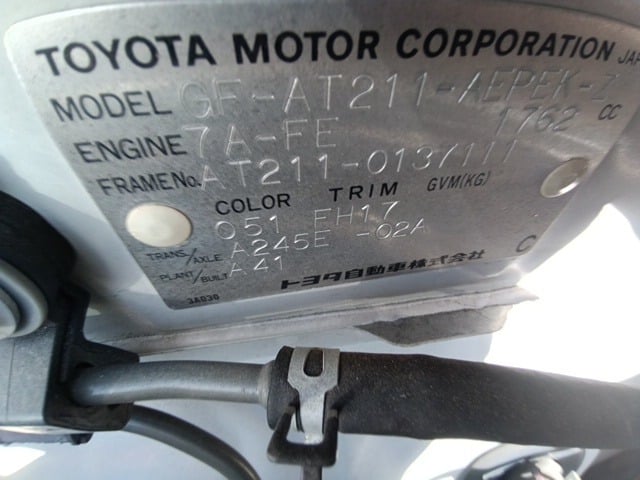 TOYOTA MOTOR CORPORATION JAP
MODEL GF-AT211-AEPEK-Z
ENGINE 7A-FE 1762 CC
FRAME No. AT211-0137111
COLOR TRIM GVM(KG)
051 FH17
TRANS/AXLE A245E -02A
PLANT/BUILT A41 C
3A030 トヨタ自動車株式会社